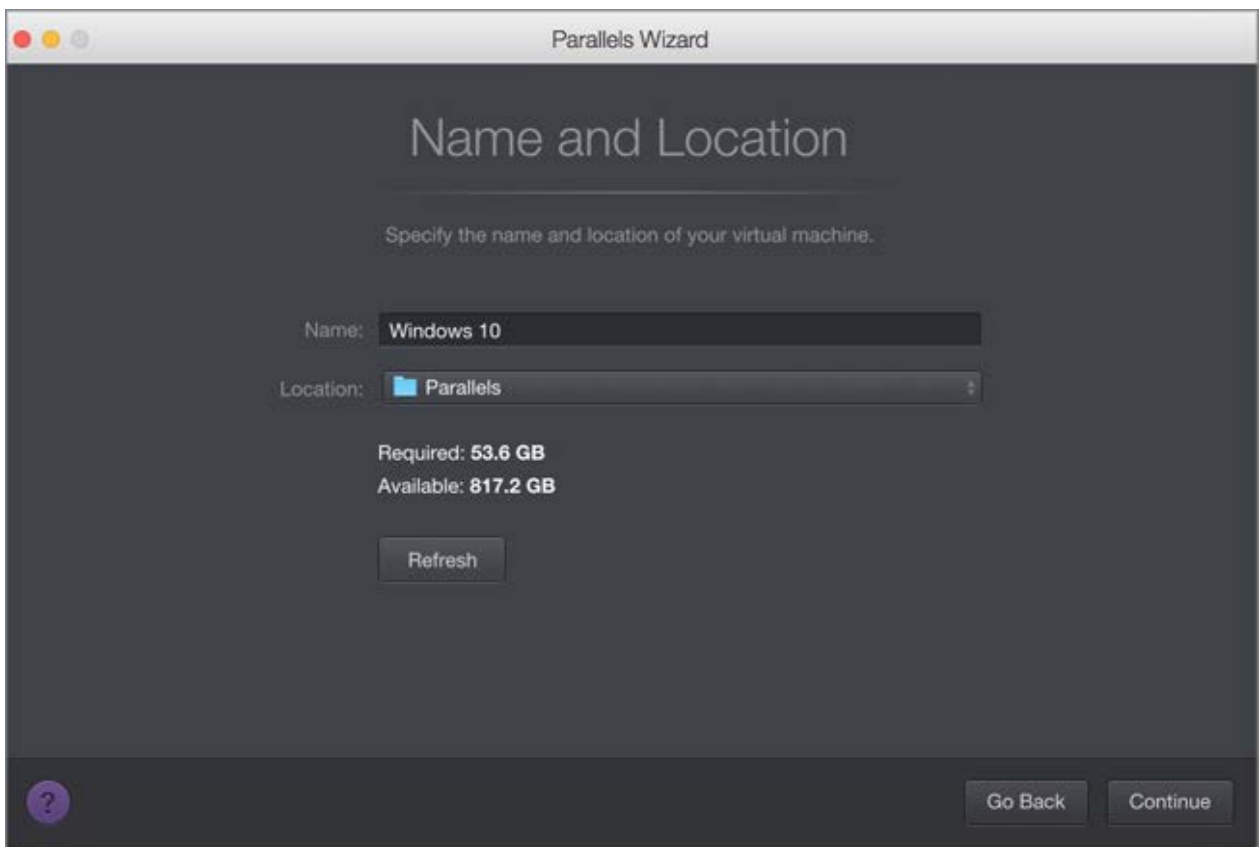 Parallels Wizard
Name and Location
Specify the name and location of your virtual machine.
Name: Windows 10
Location: Parallels
Required: 53.6 GB
Available: 817.2 GB
Refresh
? Go Back Continue